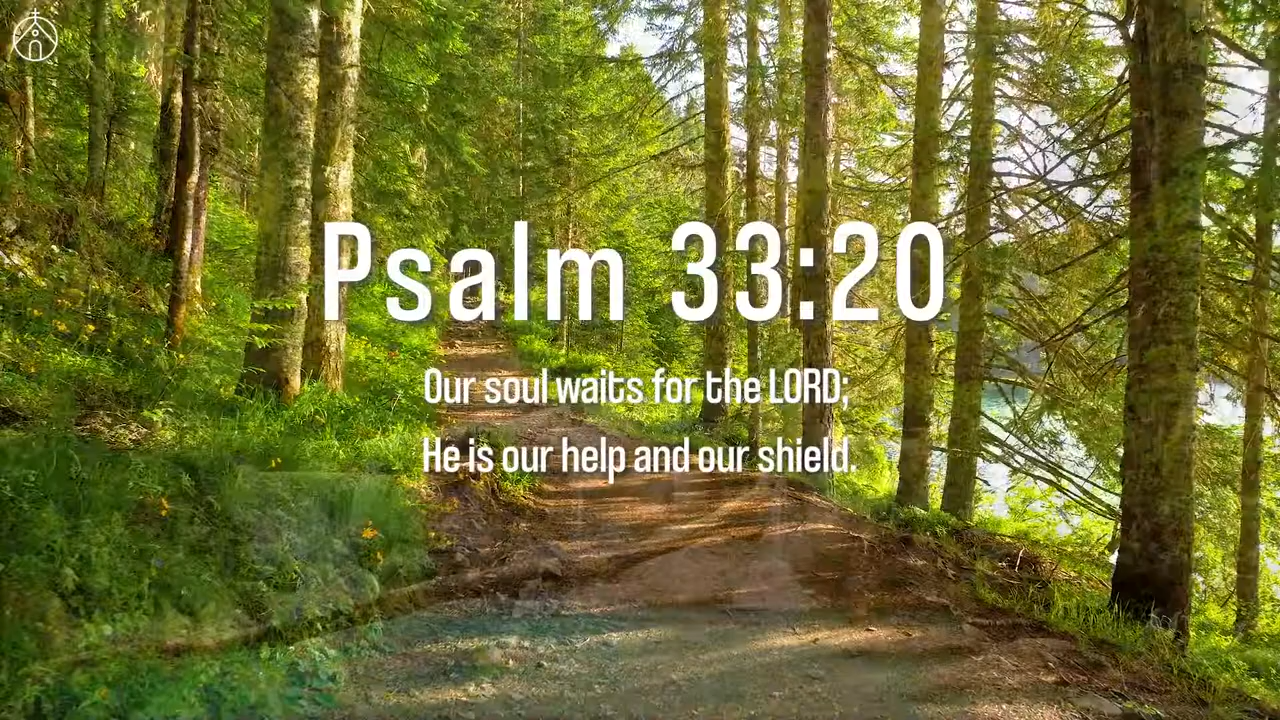 Psalm 33:20
Our soul waits for the LORD;
He is our help and our shield.